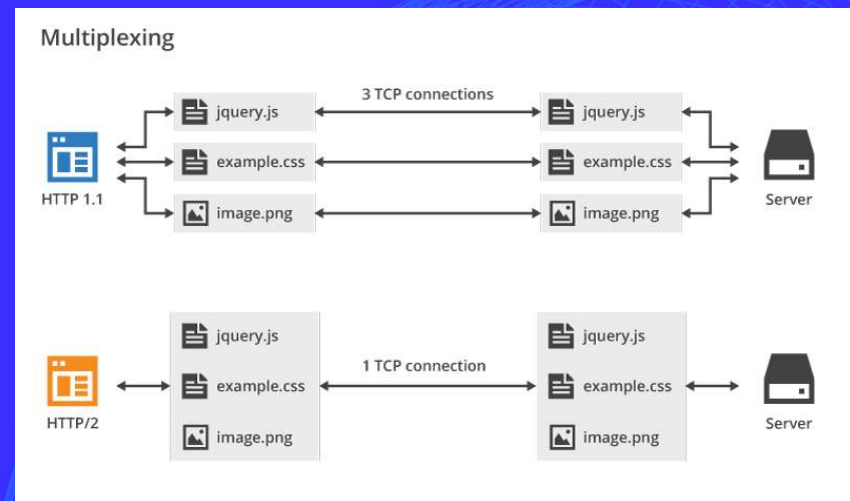 Multiplexing
3 TCP connections
jquery.js
jquery.js
example.css
example.css
HTTP 1.1
Server
image.png
image.png
jquery.js
jquery.js
1 TCP connection
example.css
example.css
HTTP/2
Server
image.png
image.png